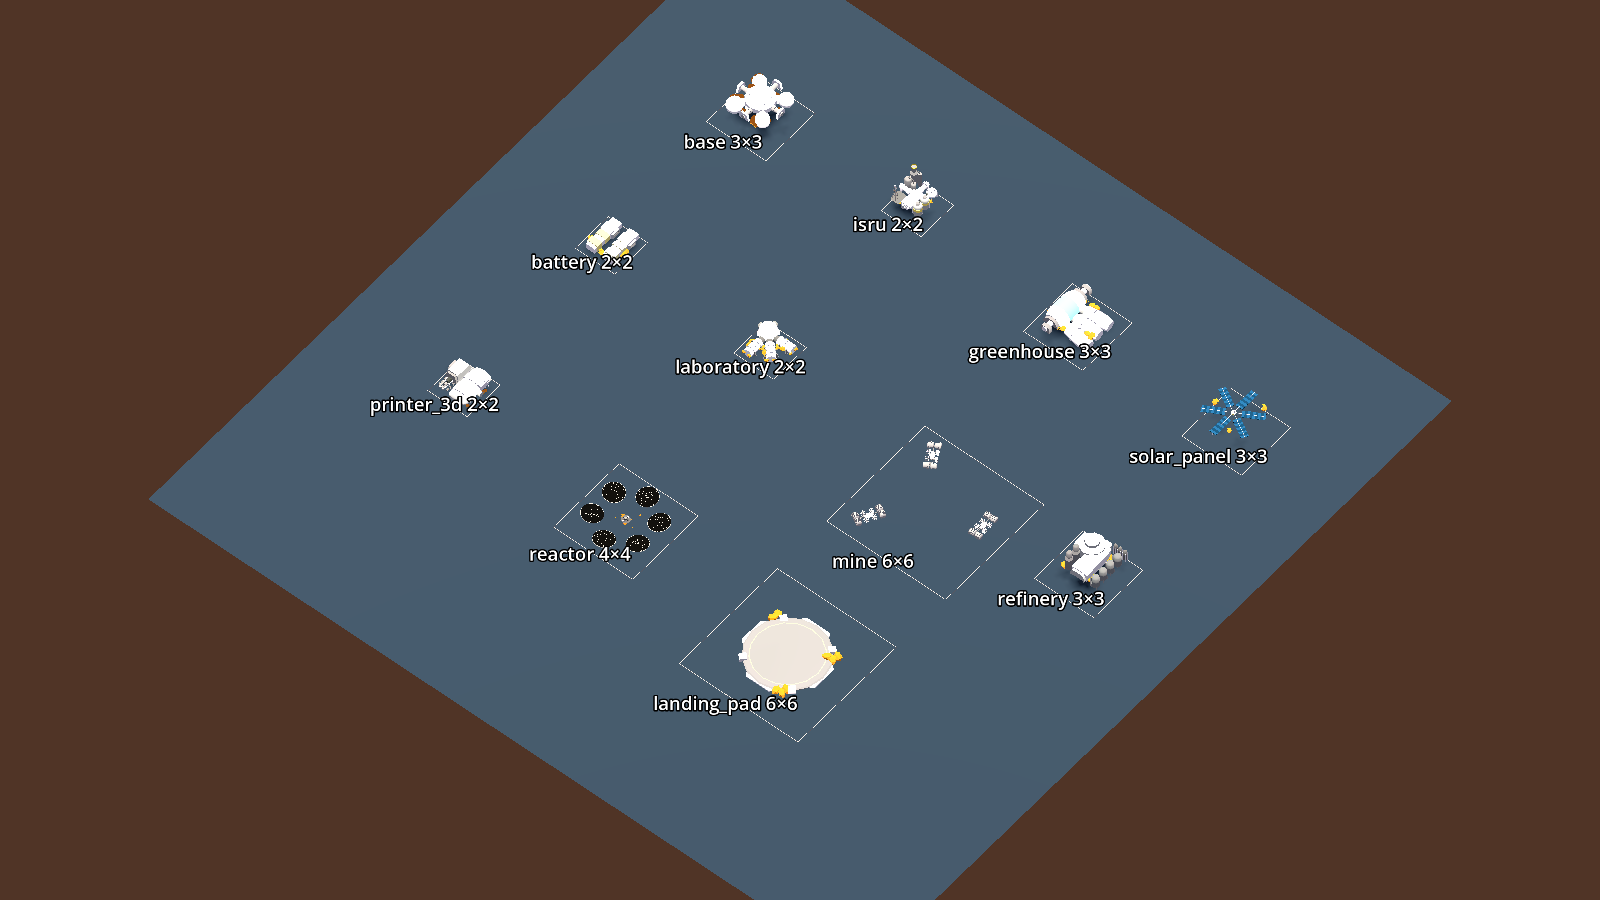 base 3×3
isru 2×2
battery 2×2
greenhouse 3×3
laboratory 2×2
printer_3d 2×2
solar_panel 3×3
reactor 4×4
mine 6×6
refinery 3×3
landing_pad 6×6